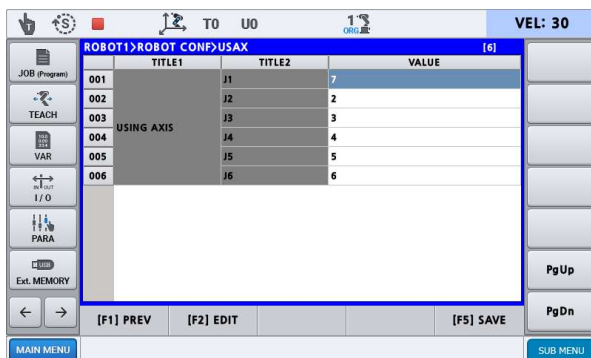 T0 U0 1 ORG VEL: 30
ROBOT1>ROBOT CONF>USAX [6]
TITLE1 TITLE2 VALUE
001 USING AXIS J1 7
002 J2 2
003 J3 3
004 J4 4
005 J5 5
006 J6 6
JOB (Program)
TEACH
VAR
IN OUT
I/O
PARA
USB
Ext. MEMORY
PgUp
PgDn
[F1] PREV [F2] EDIT [F5] SAVE
MAIN MENU SUB MENU